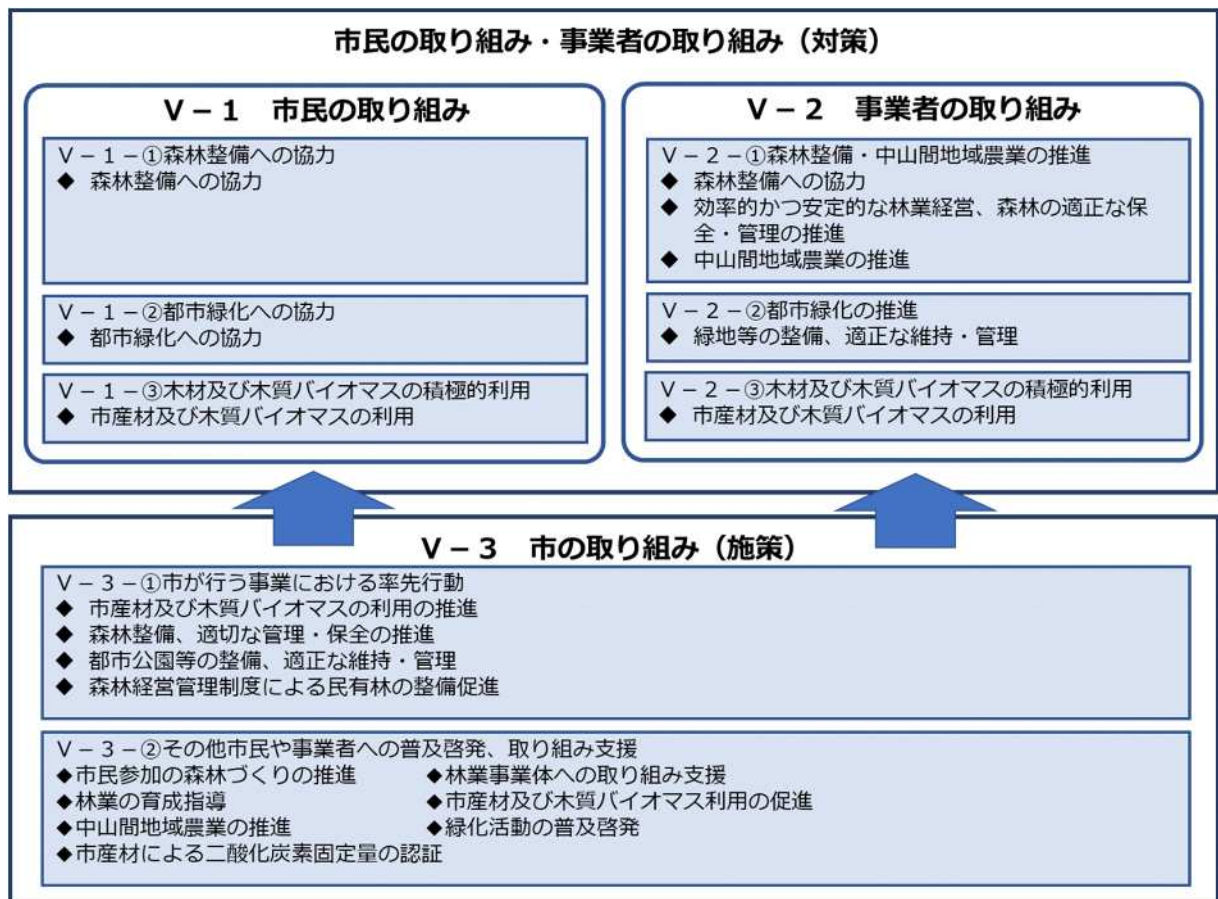 市民の取り組み・事業者の取り組み（対策）
Ⅴ－１　市民の取り組み
Ⅴ－１－①森林整備への協力
◆ 森林整備への協力
Ⅴ－１－②都市緑化への協力
◆ 都市緑化への協力
Ⅴ－１－③木材及び木質バイオマスの積極的利用
◆ 市産材及び木質バイオマスの利用
Ⅴ－２　事業者の取り組み
Ⅴ－２－①森林整備・中山間地域農業の推進
◆ 森林整備への協力
◆ 効率的かつ安定的な林業経営、森林の適正な保
全・管理の推進
◆ 中山間地域農業の推進
Ⅴ－２－②都市緑化の推進
◆ 緑地等の整備、適正な維持・管理
Ⅴ－２－③木材及び木質バイオマスの積極的利用
◆ 市産材及び木質バイオマスの利用
Ⅴ－３　市の取り組み（施策）
Ⅴ－３－①市が行う事業における率先行動
◆ 市産材及び木質バイオマスの利用の推進
◆ 森林整備、適切な管理・保全の推進
◆ 都市公園等の整備、適正な維持・管理
◆ 森林経営管理制度による民有林の整備促進
Ⅴ－３－②その他市民や事業者への普及啓発、取り組み支援
◆市民参加の森林づくりの推進　◆林業事業体への取り組み支援
◆林業の育成指導　◆市産材及び木質バイオマス利用の促進
◆中山間地域農業の推進　◆緑化活動の普及啓発
◆市産材による二酸化炭素固定量の認証